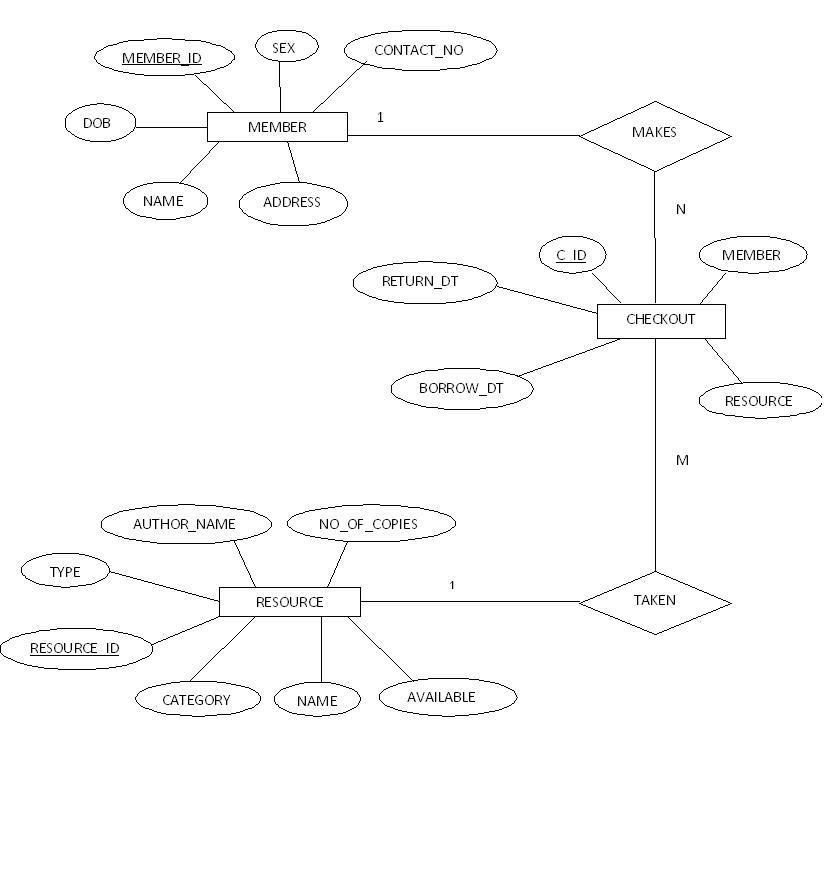 SEX
CONTACT_NO
MEMBER_ID
DOB
MEMBER
1
MAKES
NAME
ADDRESS
N
C_ID
MEMBER
RETURN_DT
CHECKOUT
BORROW_DT
RESOURCE
M
AUTHOR_NAME
NO_OF_COPIES
TYPE
RESOURCE
1
TAKEN
RESOURCE_ID
CATEGORY
NAME
AVAILABLE